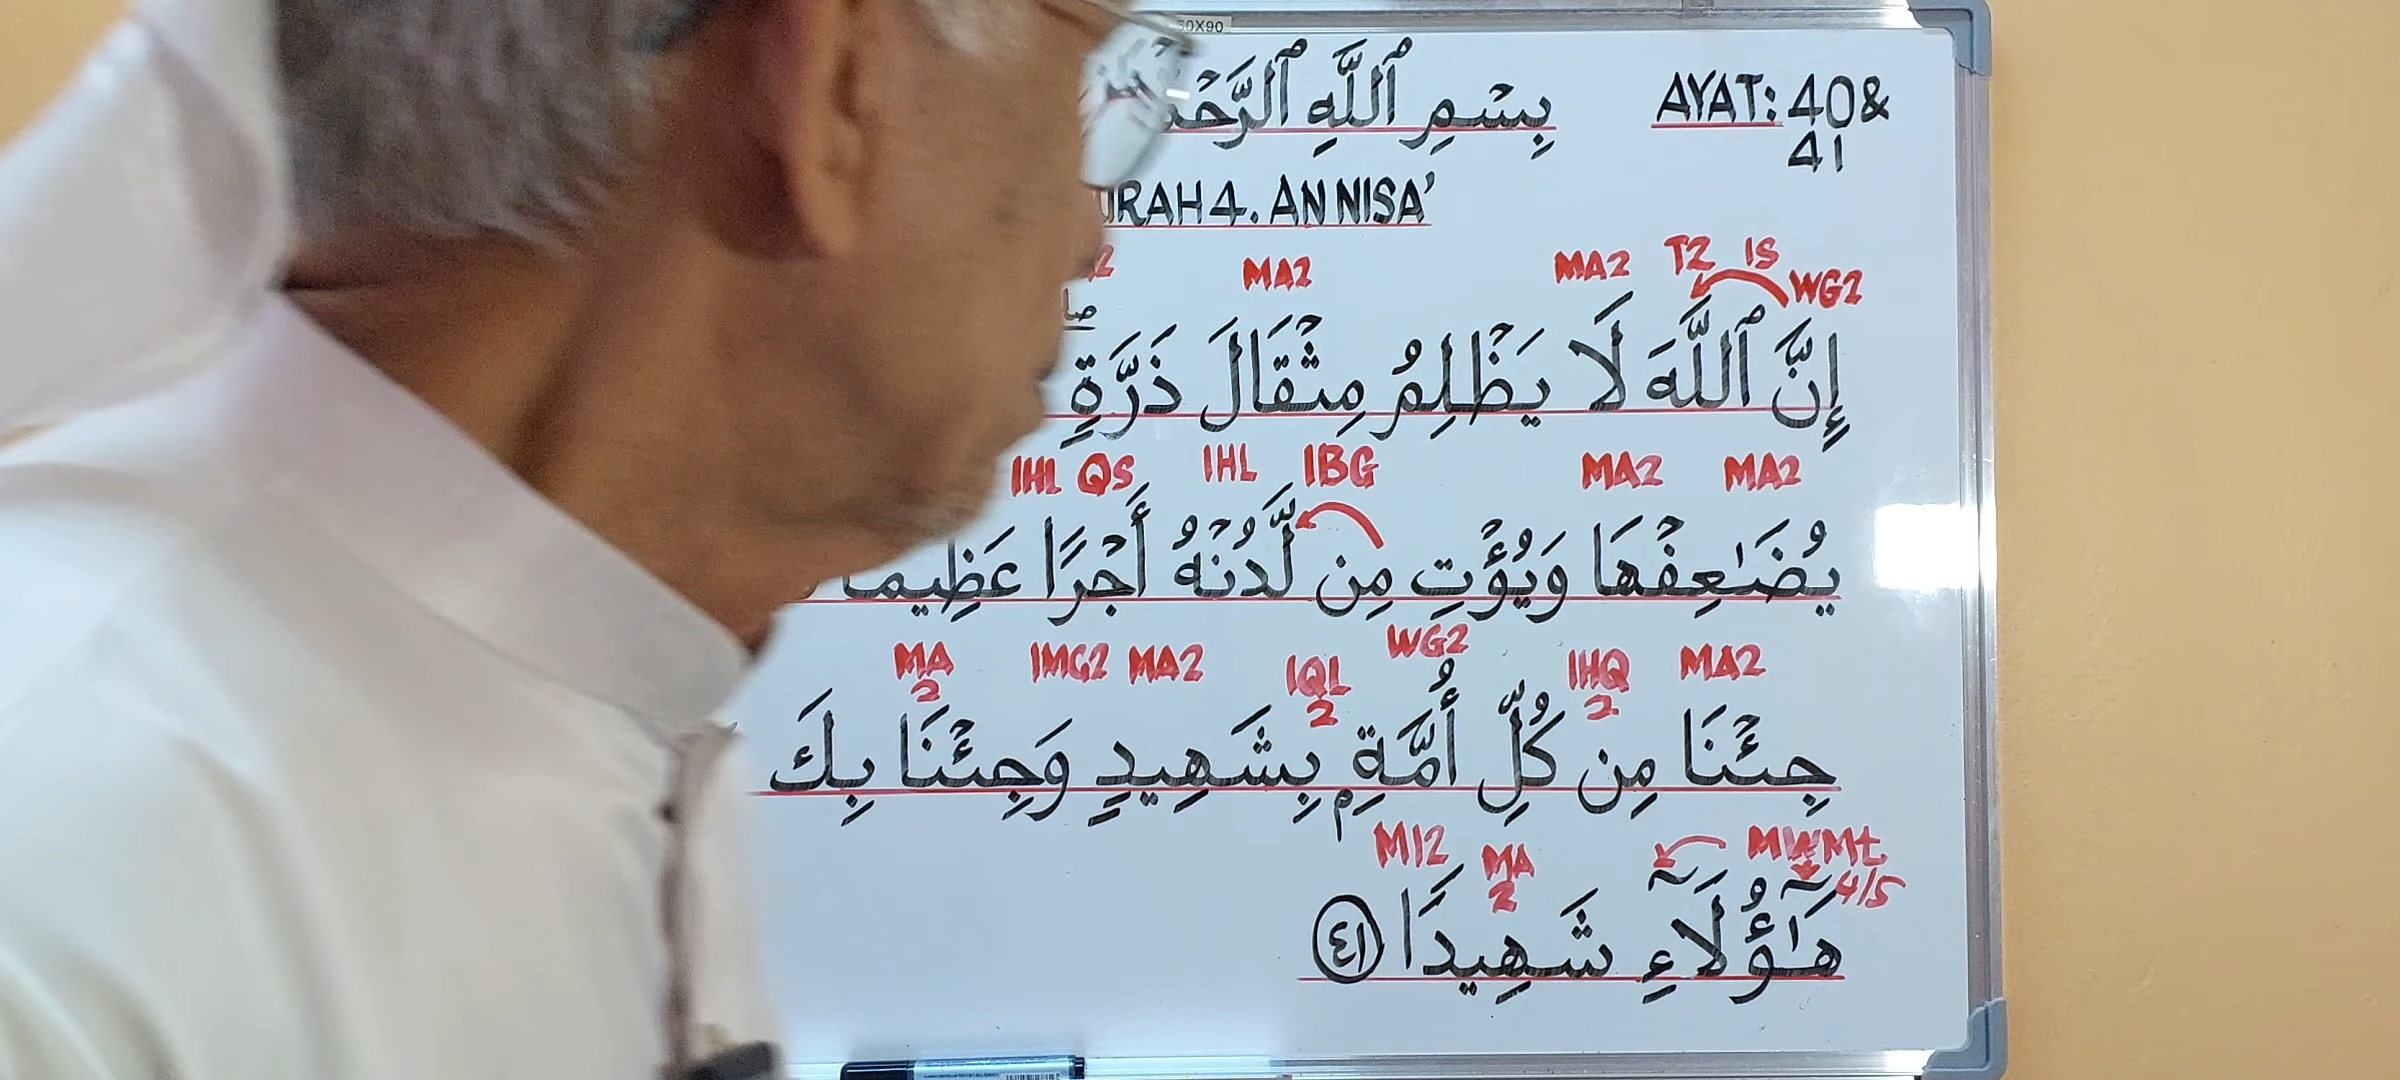 60X90
بِسْمِ ٱللَّهِ ٱلرَّحْمَ
AYAT: 40 &
41
URAH 4. AN NISA'
MA2 MA2 T2 IS WG2
إِنَّ ٱللَّهَ لَا يَظْلِمُ مِثْقَالَ ذَرَّةٍ ۖ
IHL QS IHL IBG MA2 MA2
يُضَـٰعِفْهَا وَيُؤْتِ مِن لَّدُنْهُ أَجْرًا عَظِيمًا
MA2 IMG2 MA2 IQL2 WG2 IHQ2 MA2
جِئْنَا مِن كُلِّ أُمَّةٍۭ بِشَهِيدٍ وَجِئْنَا بِكَ
MI2 MA2 MWMt 4/5
هَـٰٓؤُلَآءِ شَهِيدًا ٤١